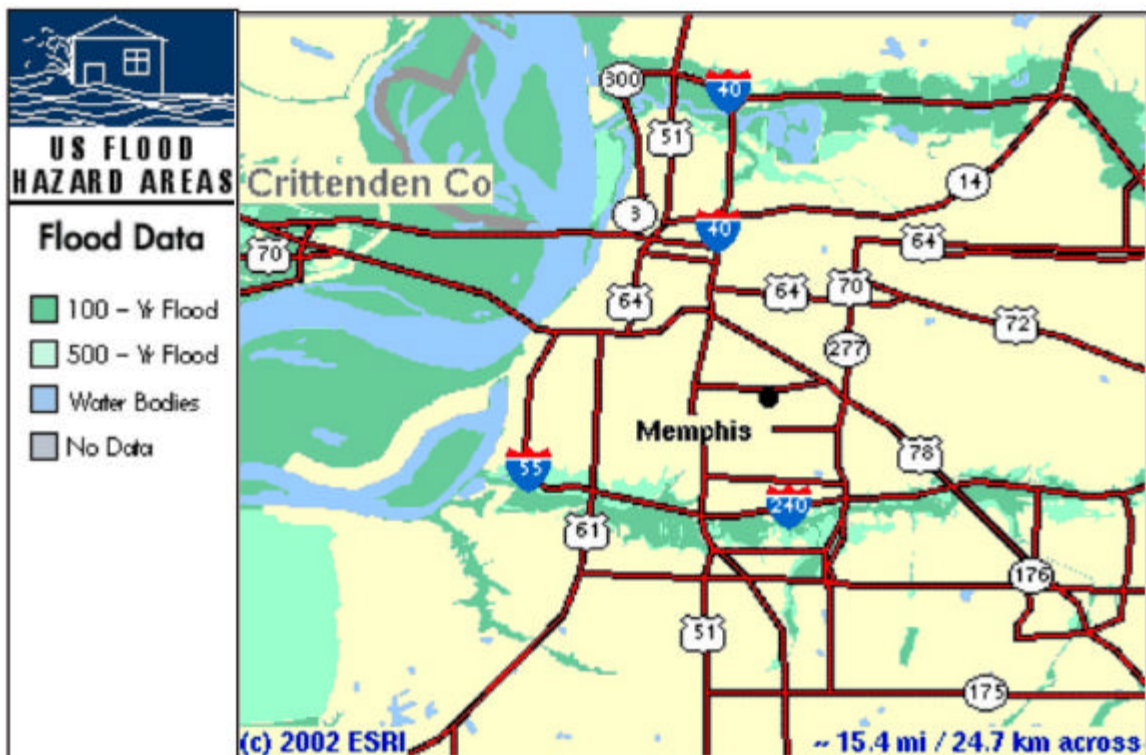 US FLOOD
HAZARD AREAS
Flood Data
100 - Yr Flood
500 - Yr Flood
Water Bodies
No Data
300
40
51
Crittenden Co
14
3
40
64
70
64
64
70
72
277
Memphis
78
55
240
61
176
51
175
(c) 2002 ESRI
~ 15.4 mi / 24.7 km across